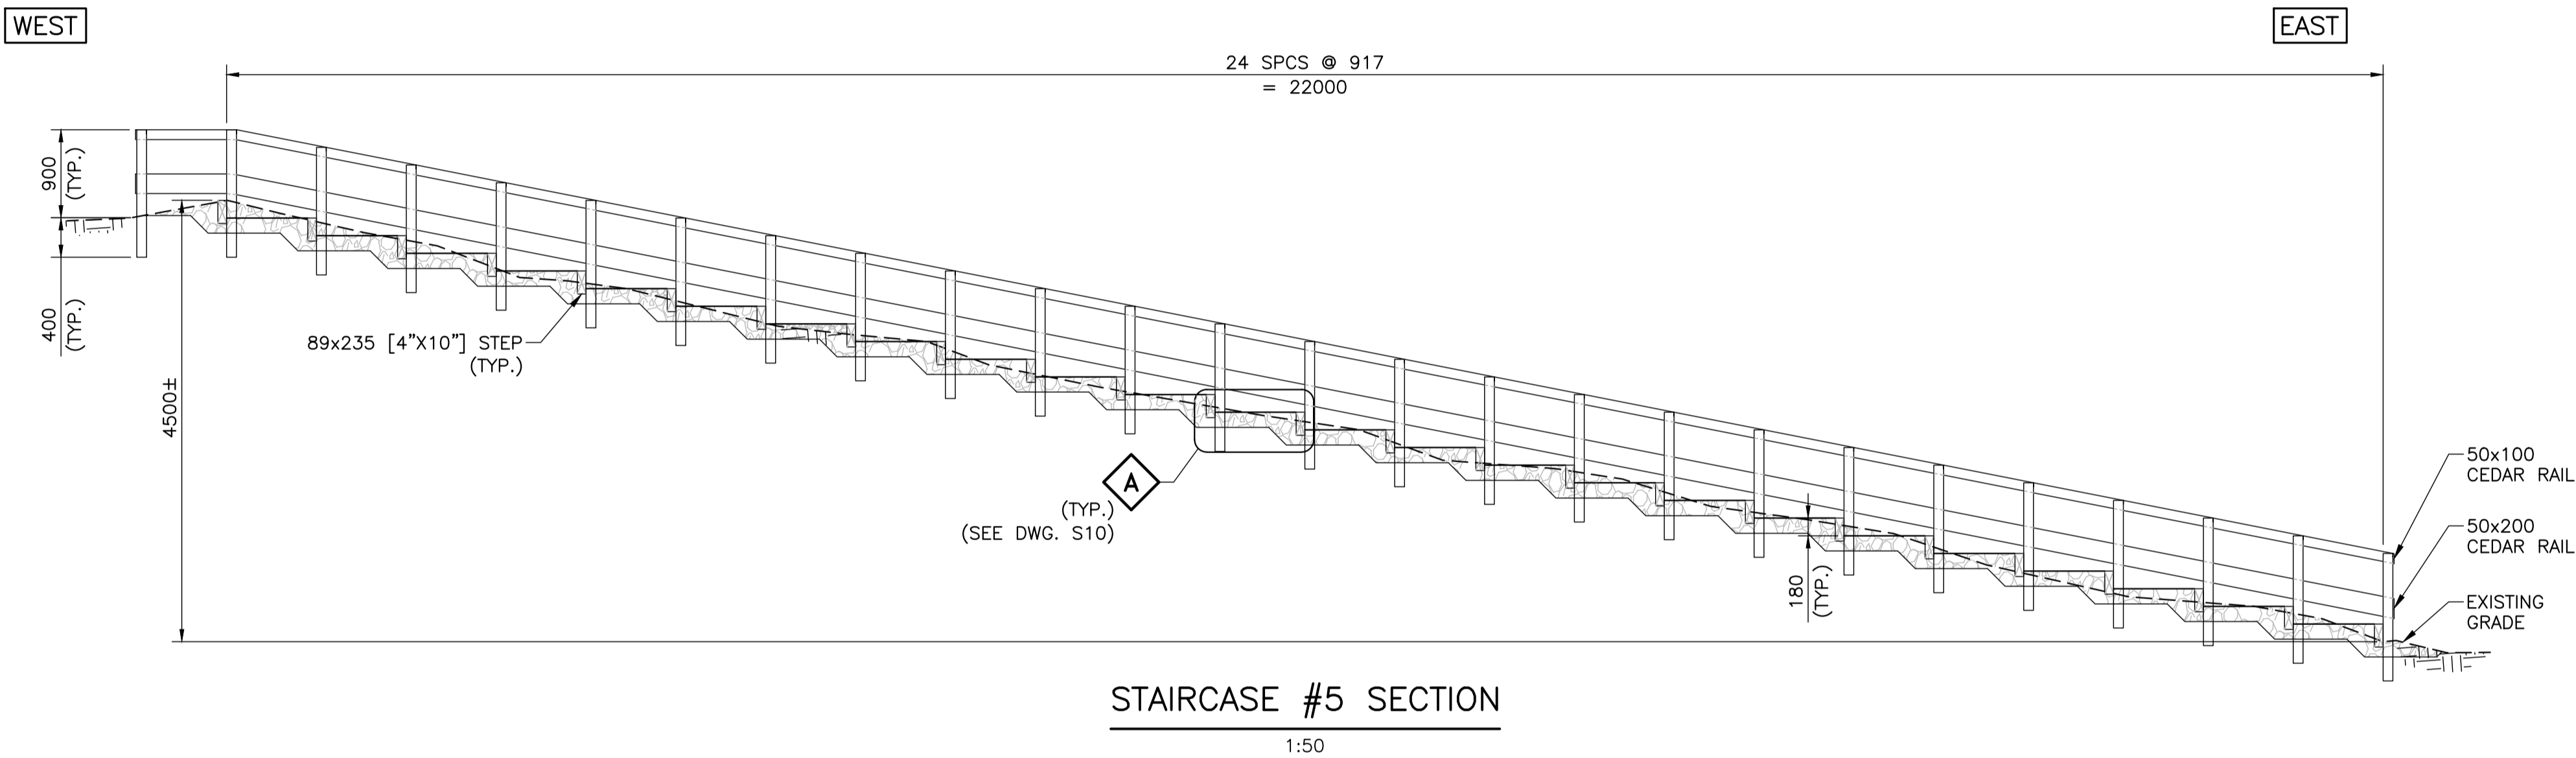 WEST
EAST
24 SPCS @ 917
= 22000
900
(TYP.)
400
(TYP.)
4500±
89x235 [4"X10"] STEP
(TYP.)
A
(TYP.)
(SEE DWG. S10)
180
(TYP.)
50x100
CEDAR RAIL
50x200
CEDAR RAIL
EXISTING
GRADE
STAIRCASE #5 SECTION
1:50